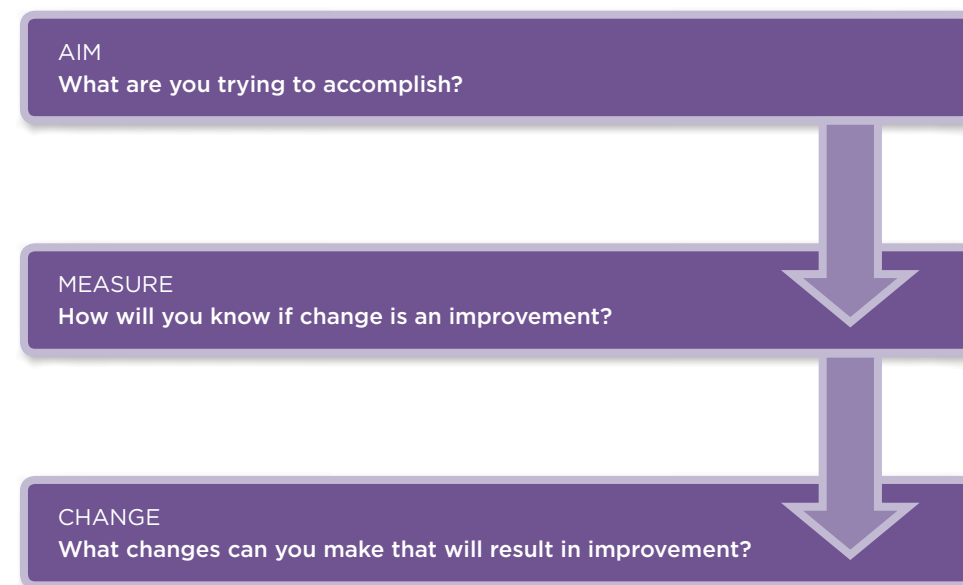 AIM
What are you trying to accomplish?
MEASURE
How will you know if change is an improvement?
CHANGE
What changes can you make that will result in improvement?